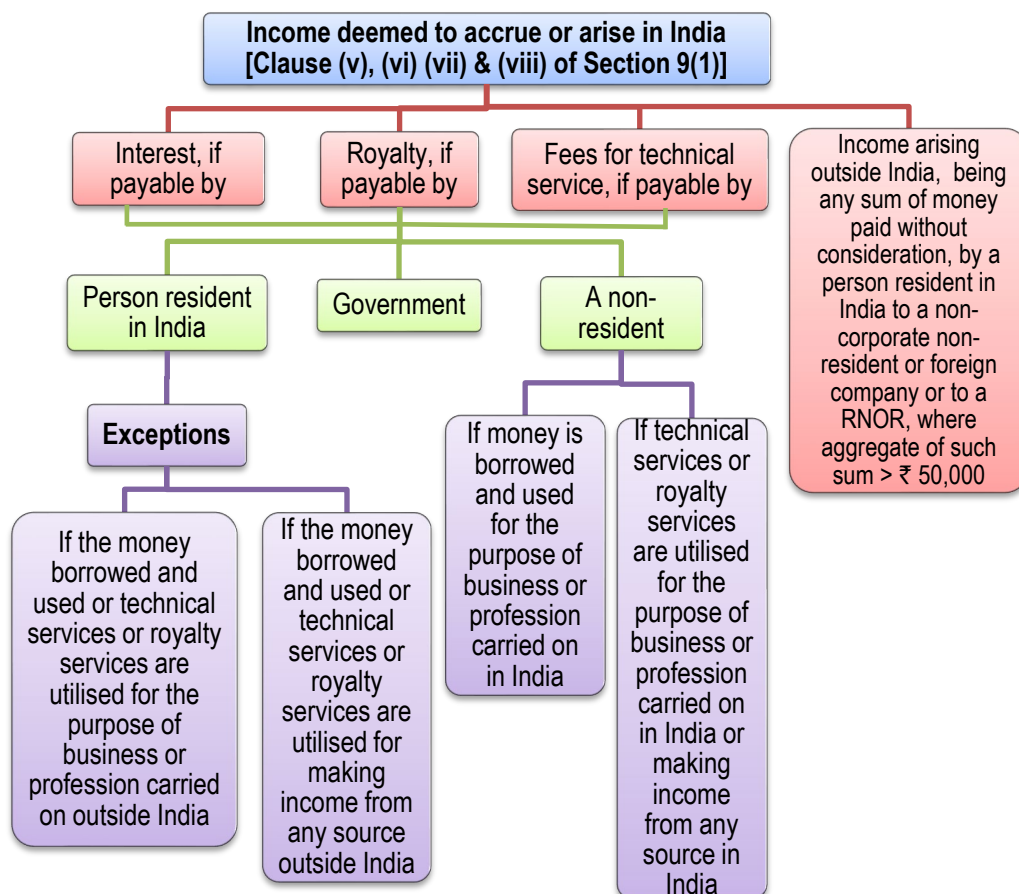 Income deemed to accrue or arise in India
[Clause (v), (vi) (vii) & (viii) of Section 9(1)]
Interest, if
payable by
Royalty, if
payable by
Fees for technical
service, if payable by
Income arising
outside India, being
any sum of money
paid without
consideration, by a
person resident in
India to a non-
corporate non-
resident or foreign
company or to a
RNOR, where
aggregate of such
sum > ₹ 50,000
Person resident
in India
Government
A non-
resident
Exceptions
If the money
borrowed and
used or technical
services or royalty
services are
utilised for the
purpose of
business or
profession carried
on outside India
If the money
borrowed
and used or
technical
services or
royalty
services are
utilised for
making
income from
any source
outside India
If money is
borrowed
and used
for the
purpose of
business or
profession
carried on
in India
If technical
services or
royalty
services
are utilised
for the
purpose of
business or
profession
carried on
in India or
making
income
from any
source in
India